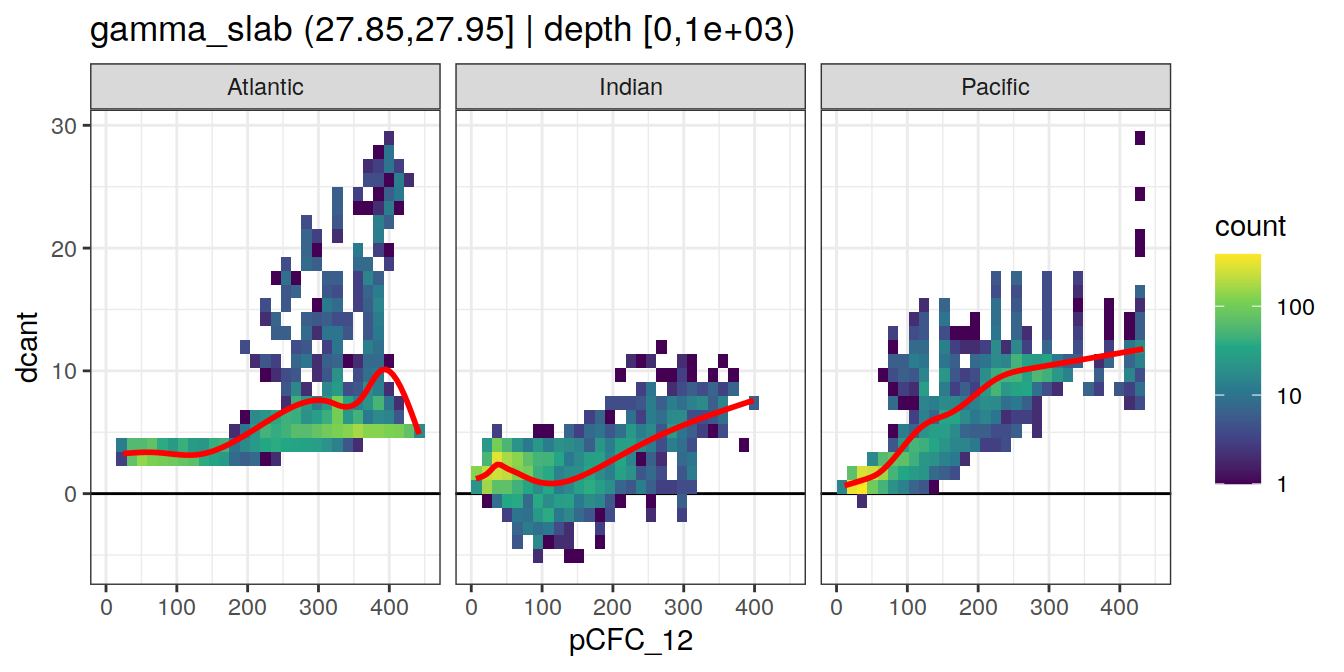 gamma_slab (27.85,27.95] | depth [0,1e+03)
Atlantic
Indian
Pacific
30
20
10
0
dcant
0 100 200 300 400
0 100 200 300 400
0 100 200 300 400
pCFC_12
count
100
10
1